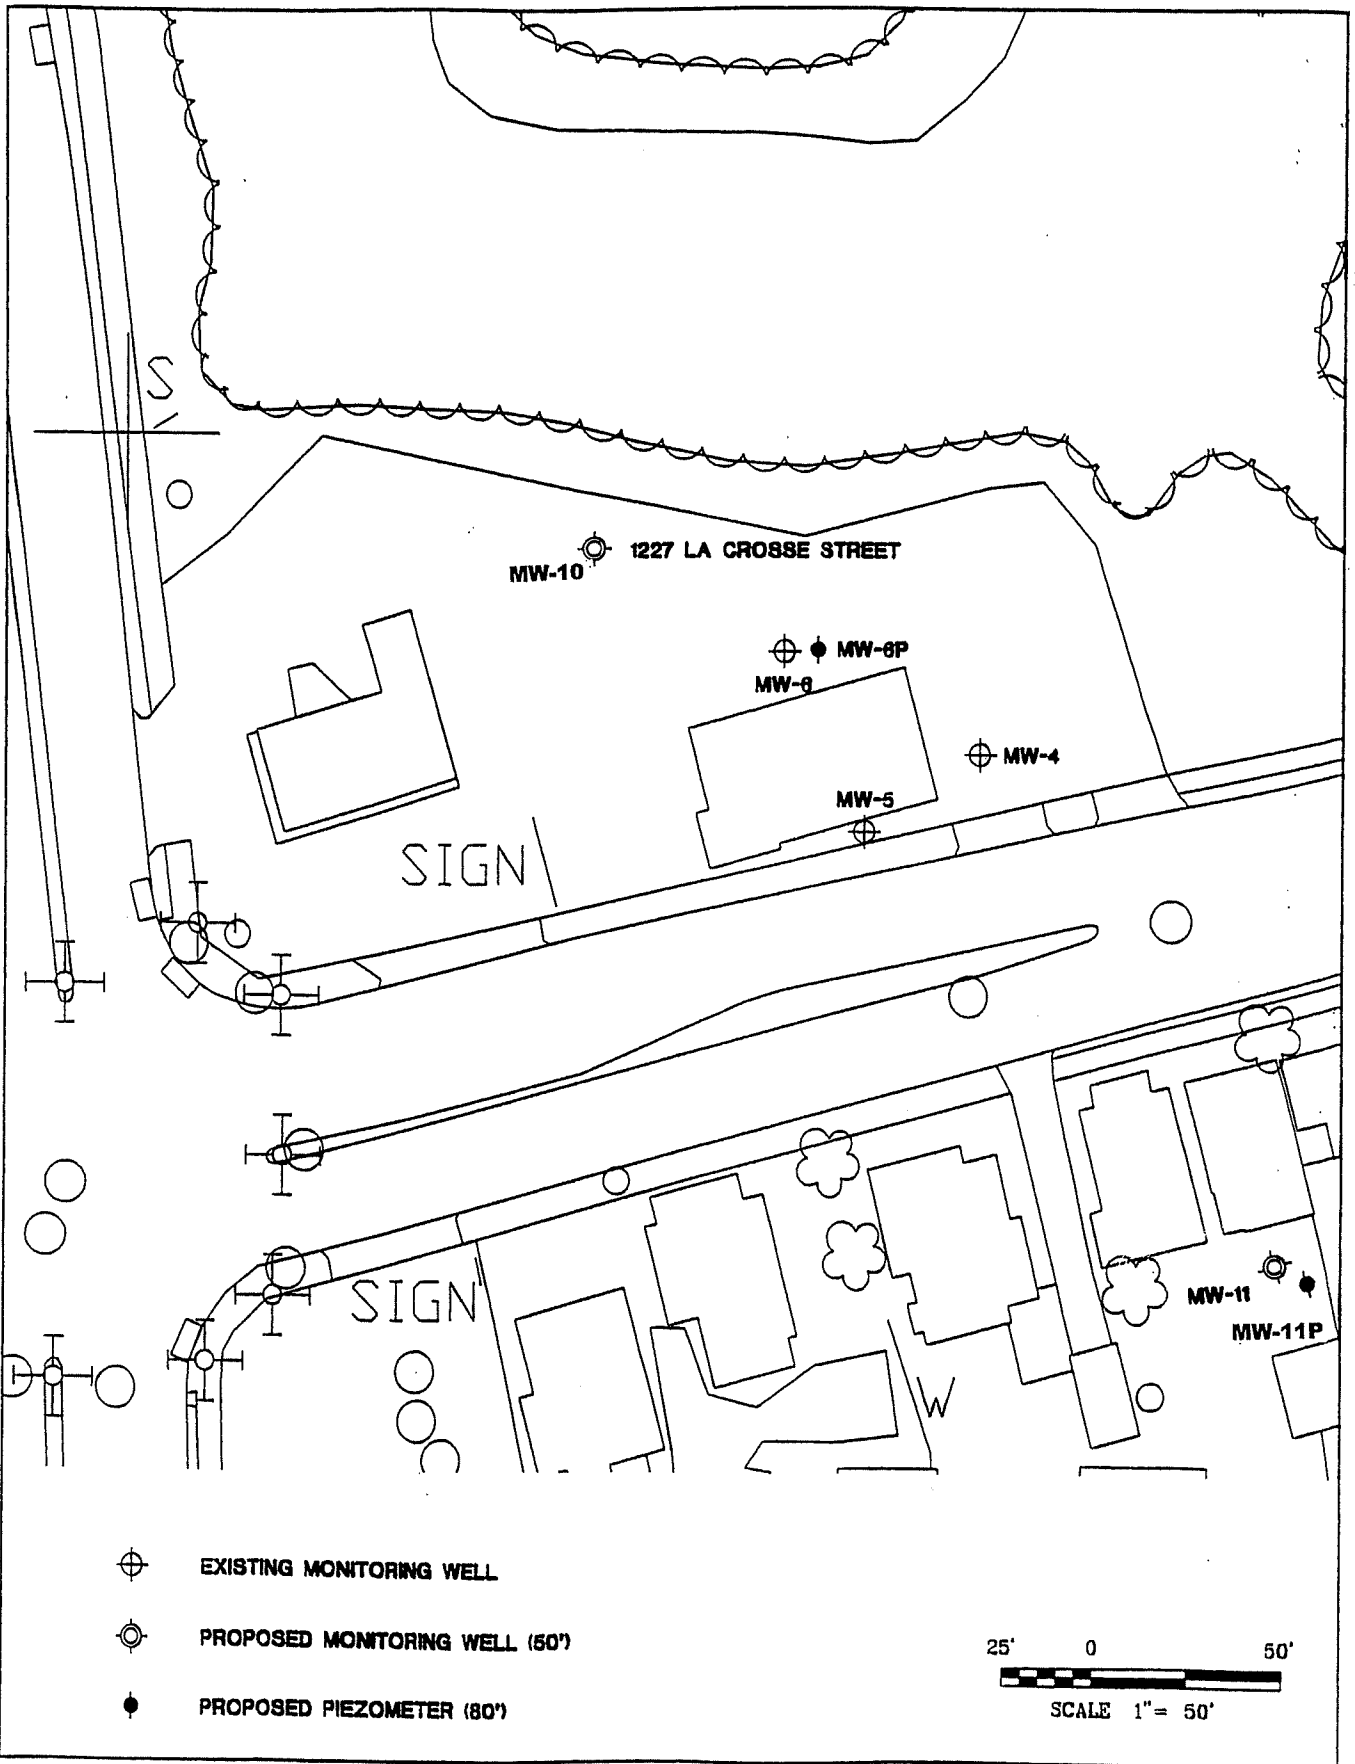 S
1227 LA CROSSE STREET
MW-10
MW-6P
MW-6
MW-4
MW-5
SIGN
SIGN
MW-11
MW-11P
W
EXISTING MONITORING WELL
PROPOSED MONITORING WELL (50')
PROPOSED PIEZOMETER (80')
25' 0 50'
SCALE 1"= 50'